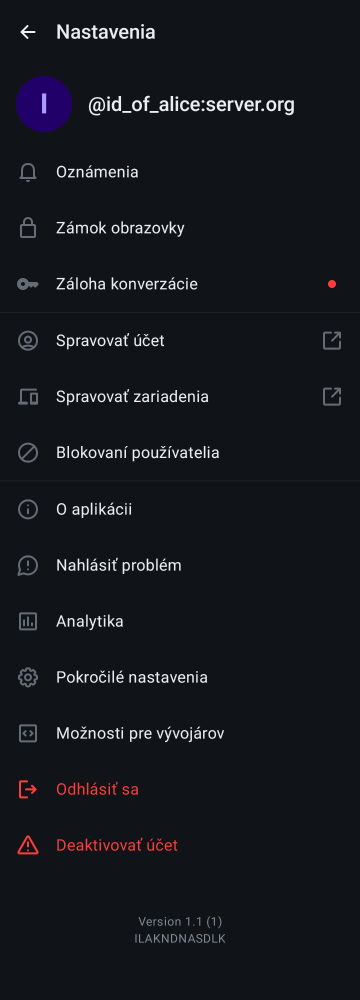 Nastavenia
I
@id_of_alice:server.org
Oznámenia
Zámok obrazovky
Záloha konverzácie
Spravovať účet
Spravovať zariadenia
Blokovaní používatelia
O aplikácii
Nahlásiť problém
Analytika
Pokročilé nastavenia
Možnosti pre vývojárov
Odhlásiť sa
Deaktivovať účet
Version 1.1 (1)
ILAKNDNASDLK